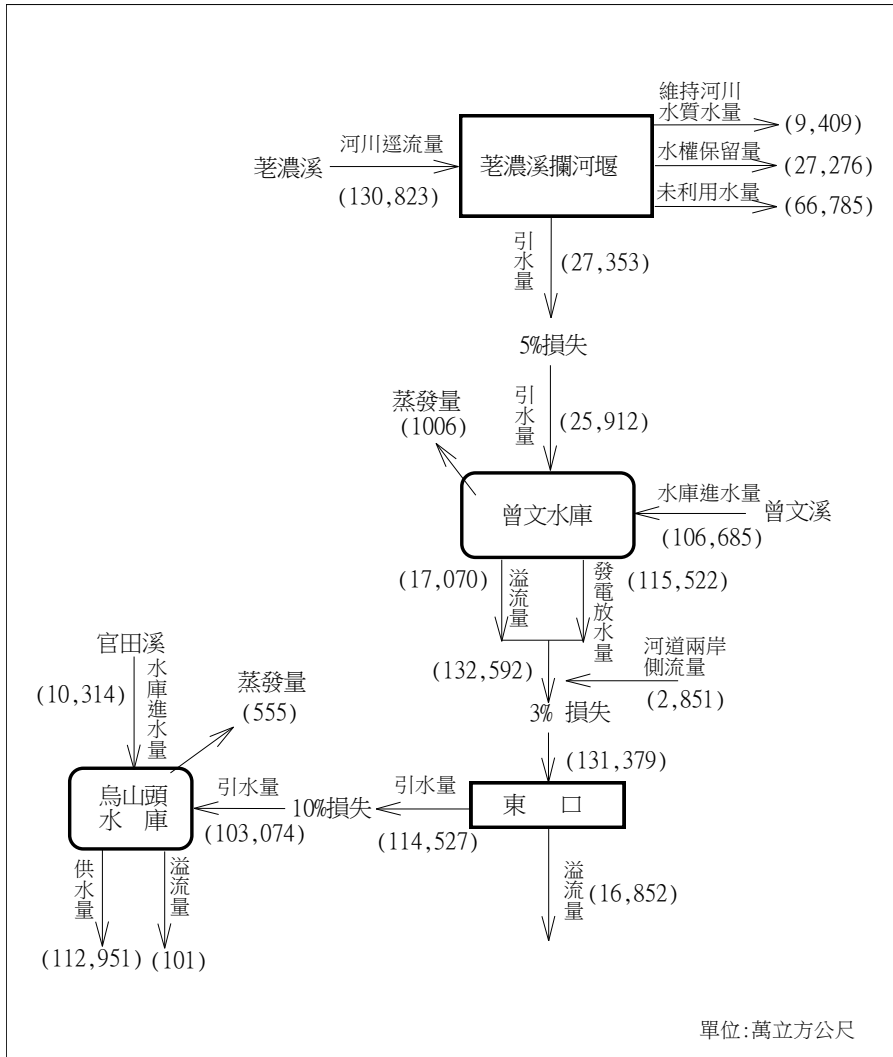 維持河川
水質水量
(9,409)
河川逕流量
荖濃溪
(130,823)
荖濃溪攔河堰
水權保留量
(27,276)
未利用水量
(66,785)
引水量
(27,353)
5%損失
蒸發量
(1006)
引水量
(25,912)
曾文水庫
水庫進水量
曾文溪
(106,685)
(17,070)
溢流量
發電放水量
(115,522)
官田溪
(10,314)
水庫進水量
蒸發量
(555)
(132,592)
河道兩岸
側流量
(2,851)
3% 損失
(131,379)
烏山頭
水 庫
引水量
(103,074)
10%損失
引水量
(114,527)
東 口
供水量
溢流量
(112,951)
(101)
溢流量
(16,852)
單位:萬立方公尺